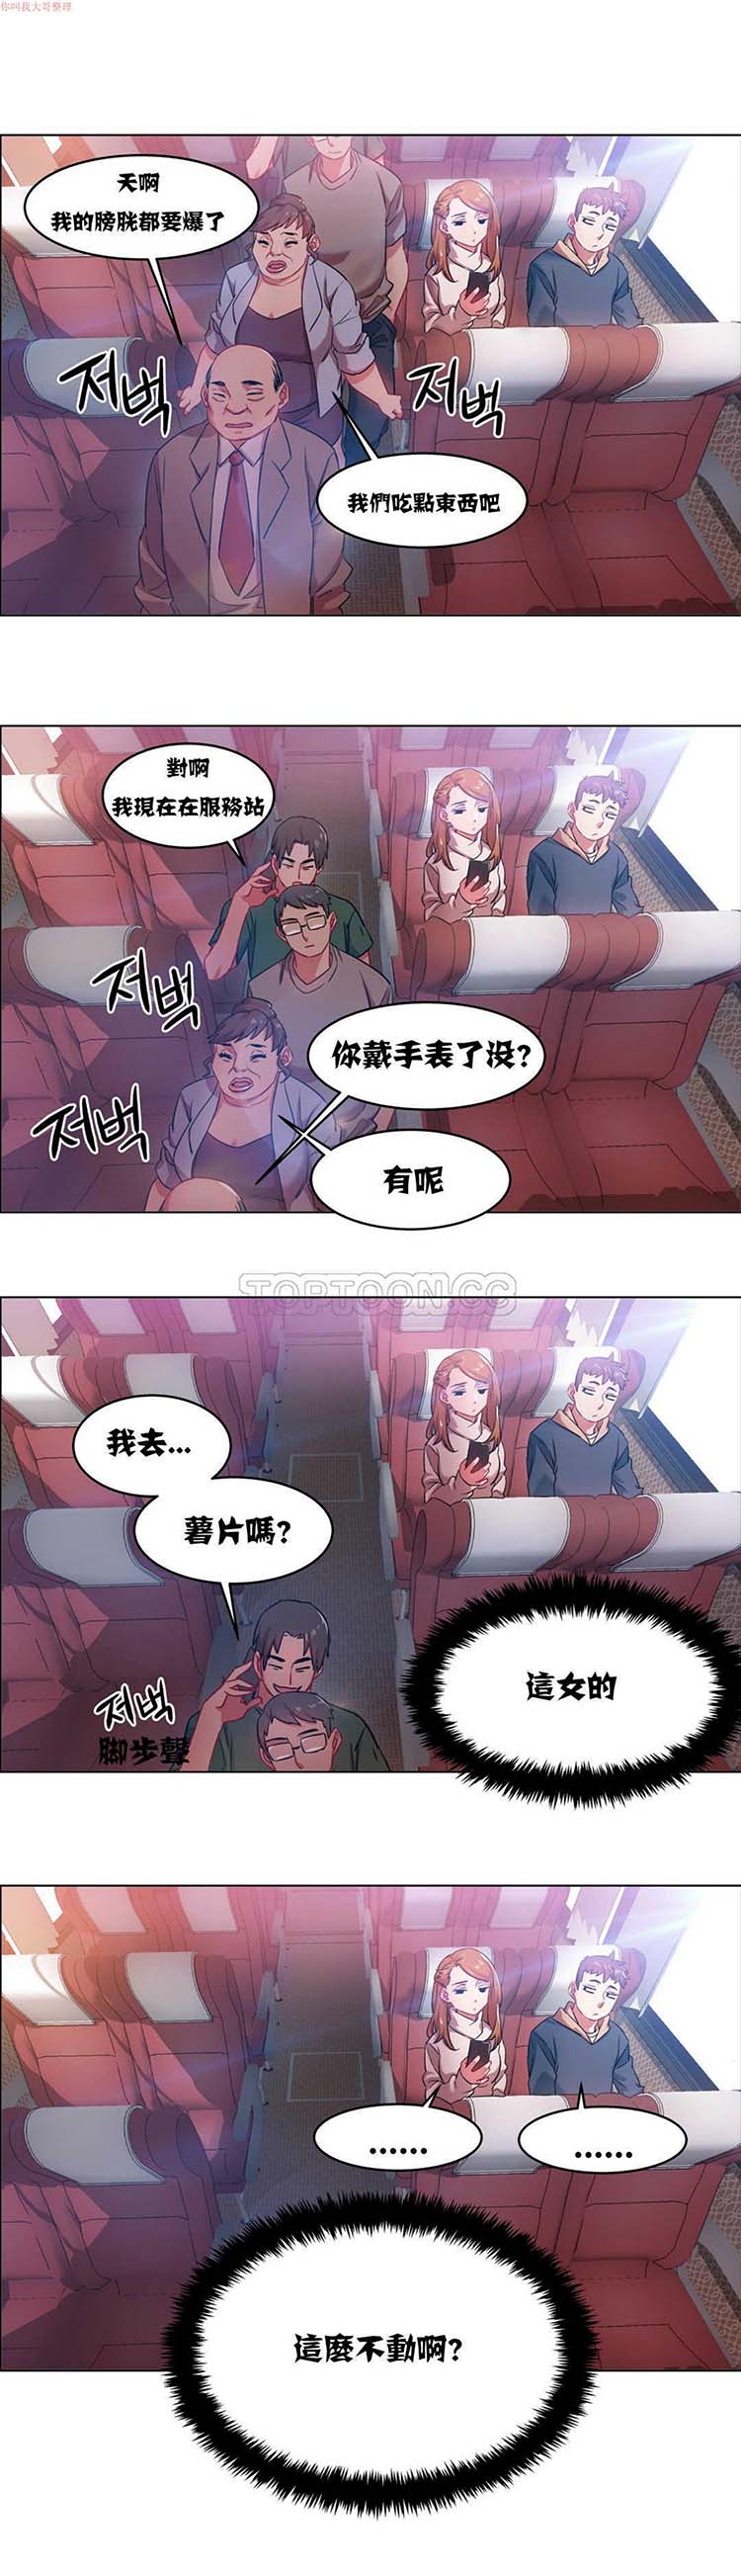 你叫我大哥整理
天啊
我的膀胱都要爆了
저벅
저벅
我們吃點東西吧
對啊
我現在在服務站
저벅
你戴手表了没?
저벅
有呢
TOPTOON.CC
我去...
薯片嗎?
這女的
저벅
脚步聲
......
......
這麼不動啊?